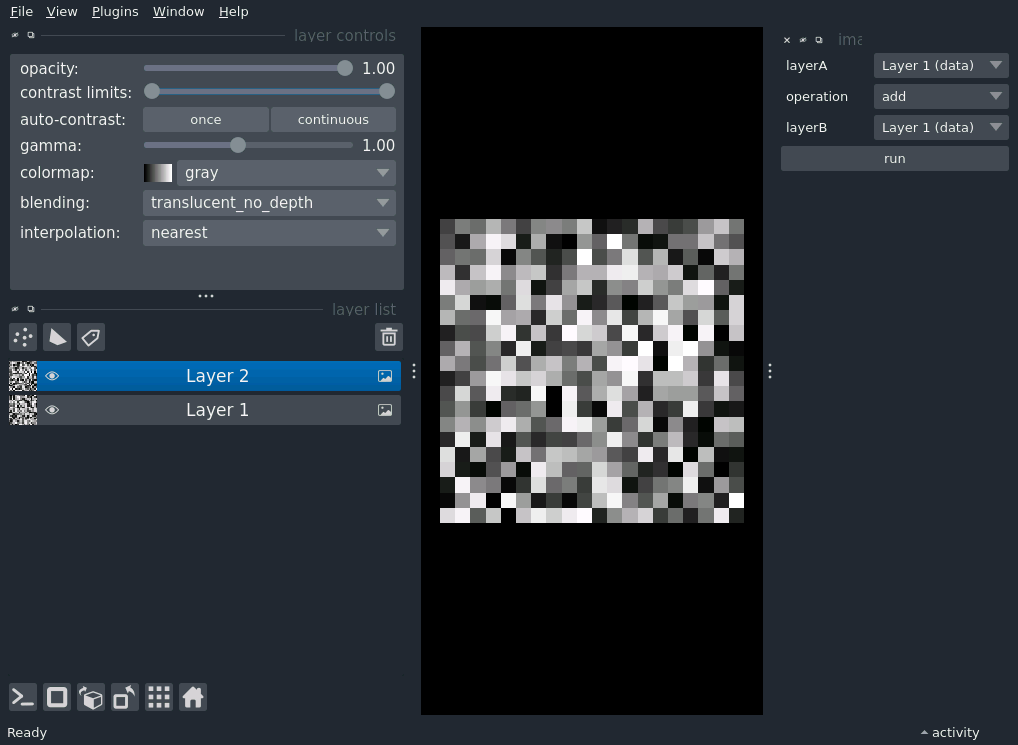 File View Plugins Window Help
layer controls
opacity: 1.00
contrast limits:
auto-contrast: once continuous
gamma: 1.00
colormap: gray
blending: translucent_no_depth
interpolation: nearest
layer list
Layer 2
Layer 1
ima
layerA Layer 1 (data)
operation add
layerB Layer 1 (data)
run
Ready
activity